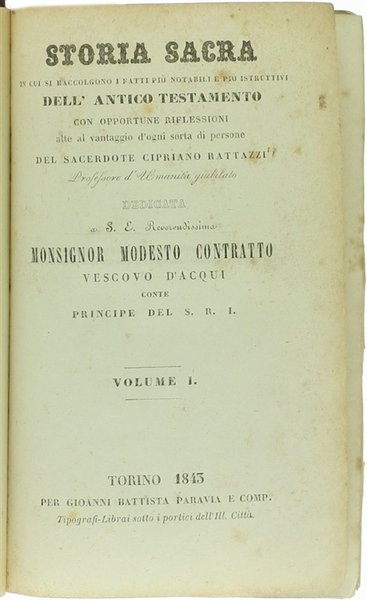 STORIA SACRA
IN CUI SI RACCOLGONO I FATTI PIÙ NOTABILI E PIÙ ISTRUTTIVI
DELL' ANTICO TESTAMENTO
CON OPPORTUNE RIFLESSIONI
atte al vantaggio d'ogni sorta di persone
DEL SACERDOTE CIPRIANO RATTAZZI
Professore d'Umanità giubilato
DEDICATA
a S. E. Reverendissima
MONSIGNOR MODESTO CONTRATTO
VESCOVO D'ACQUI
CONTE
PRINCIPE DEL S. R. I.
VOLUME I.
TORINO 1843
PER GIOANNI BATTISTA PARAVIA E COMP.
Tipografi-Librai sotto i portici dell'Ill. Città.